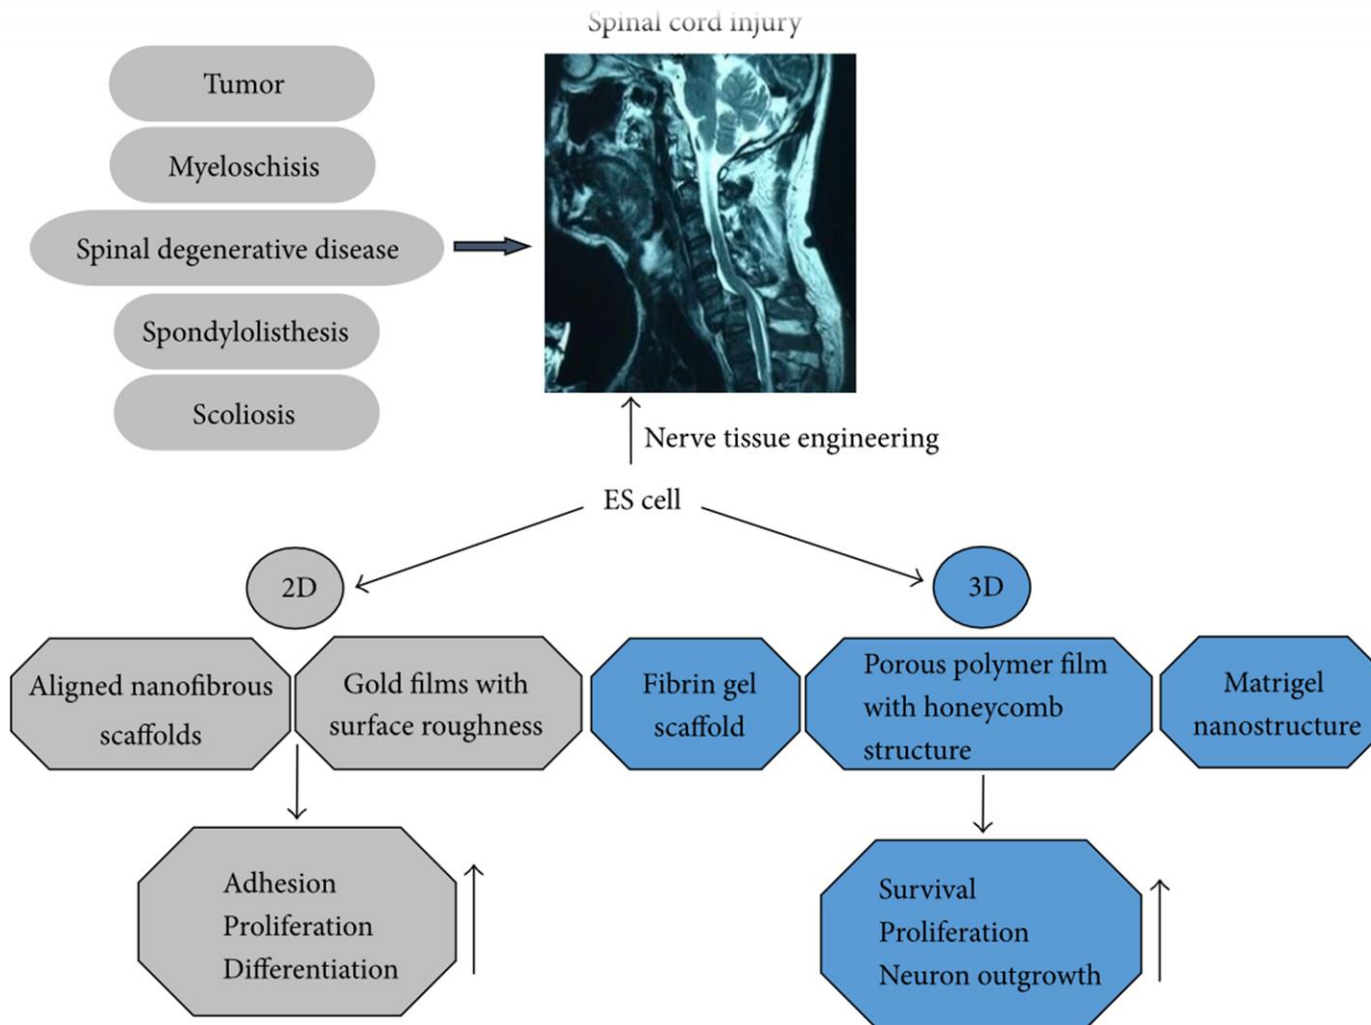 Spinal cord injury
Tumor
Myeloschisis
Spinal degenerative disease
Spondylolisthesis
Scoliosis
Nerve tissue engineering
ES cell
2D
3D
Aligned nanofibrous
scaffolds
Gold films with
surface roughness
Fibrin gel
scaffold
Porous polymer film
with honeycomb
structure
Matrigel
nanostructure
Adhesion
Proliferation
Differentiation
Survival
Proliferation
Neuron outgrowth